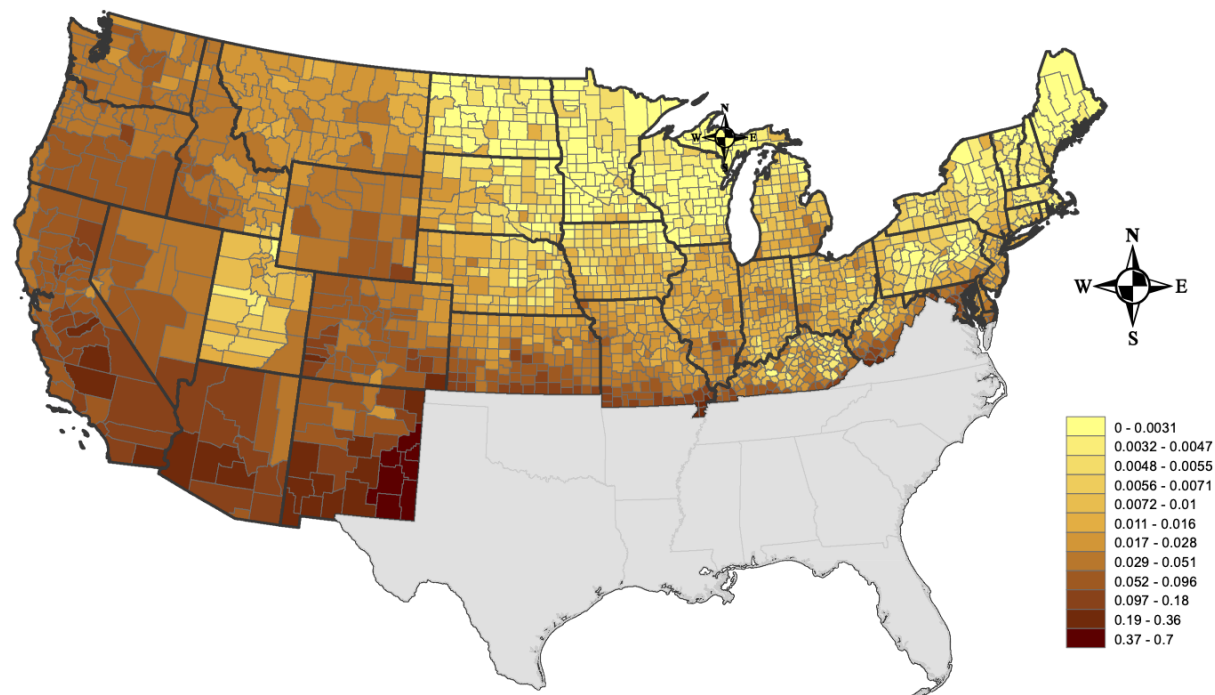 N
W E
S
N
W E
S
0 - 0.0031
0.0032 - 0.0047
0.0048 - 0.0055
0.0056 - 0.0071
0.0072 - 0.01
0.011 - 0.016
0.017 - 0.028
0.029 - 0.051
0.052 - 0.096
0.097 - 0.18
0.19 - 0.36
0.37 - 0.7